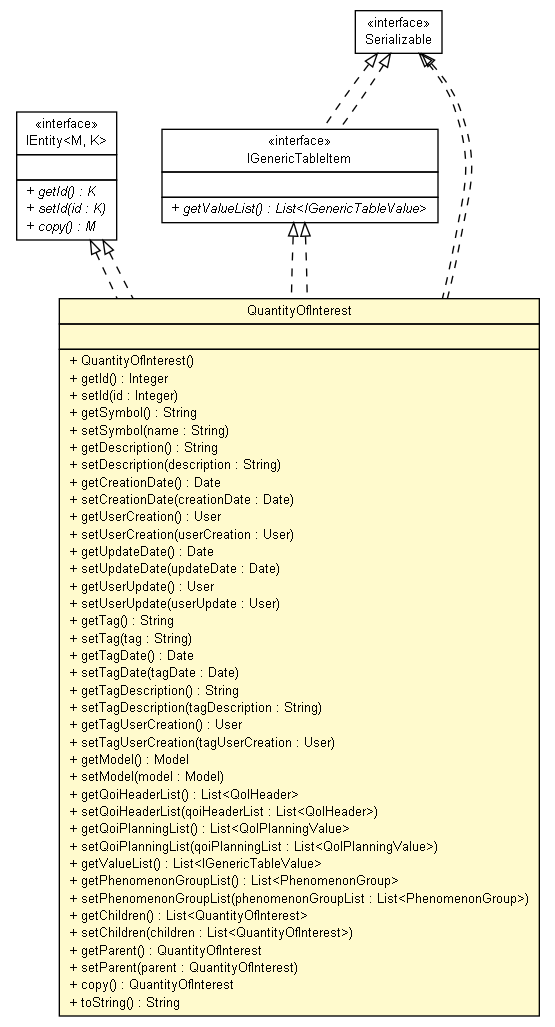 «interface»
Serializable
«interface»
IEntity<M, K>
+ getId() : K
+ setId(id : K)
+ copy() : M
«interface»
IGenericTableItem
+ getValueList() : List<IGenericTableValue>
QuantityOfInterest
+ QuantityOfInterest()
+ getId() : Integer
+ setId(id : Integer)
+ getSymbol() : String
+ setSymbol(name : String)
+ getDescription() : String
+ setDescription(description : String)
+ getCreationDate() : Date
+ setCreationDate(creationDate : Date)
+ getUserCreation() : User
+ setUserCreation(userCreation : User)
+ getUpdateDate() : Date
+ setUpdateDate(updateDate : Date)
+ getUserUpdate() : User
+ setUserUpdate(userUpdate : User)
+ getTag() : String
+ setTag(tag : String)
+ getTagDate() : Date
+ setTagDate(tagDate : Date)
+ getTagDescription() : String
+ setTagDescription(tagDescription : String)
+ getTagUserCreation() : User
+ setTagUserCreation(tagUserCreation : User)
+ getModel() : Model
+ setModel(model : Model)
+ getQoiHeaderList() : List<QoIHeader>
+ setQoiHeaderList(qoiHeaderList : List<QoIHeader>)
+ getQoiPlanningList() : List<QoIPlanningValue>
+ setQoiPlanningList(qoiPlanningList : List<QoIPlanningValue>)
+ getValueList() : List<IGenericTableValue>
+ getPhenomenonGroupList() : List<PhenomenonGroup>
+ setPhenomenonGroupList(phenomenonGroupList : List<PhenomenonGroup>)
+ getChildren() : List<QuantityOfInterest>
+ setChildren(children : List<QuantityOfInterest>)
+ getParent() : QuantityOfInterest
+ setParent(parent : QuantityOfInterest)
+ copy() : QuantityOfInterest
+ toString() : String